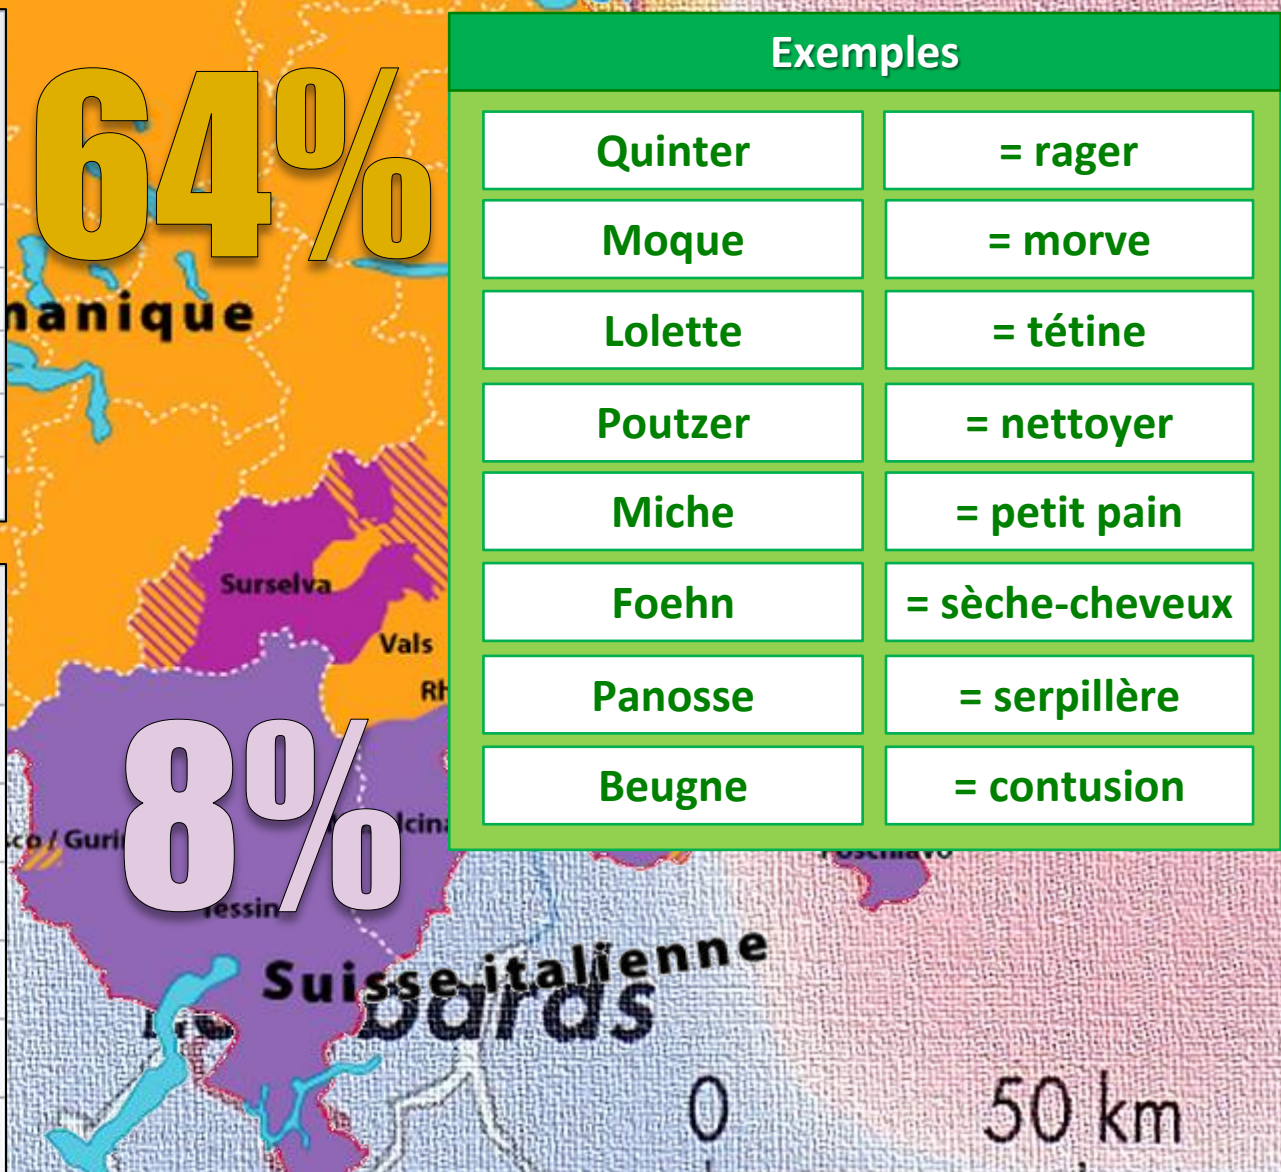 64%
Exemples
Quinter = rager
Moque = morve
Lolette = tétine
Poutzer = nettoyer
Miche = petit pain
Foehn = sèche-cheveux
Panosse = serpillère
Beugne = contusion
manique
Surselva
Vals
8%
Tessin
Suisse italienne
0 50 km